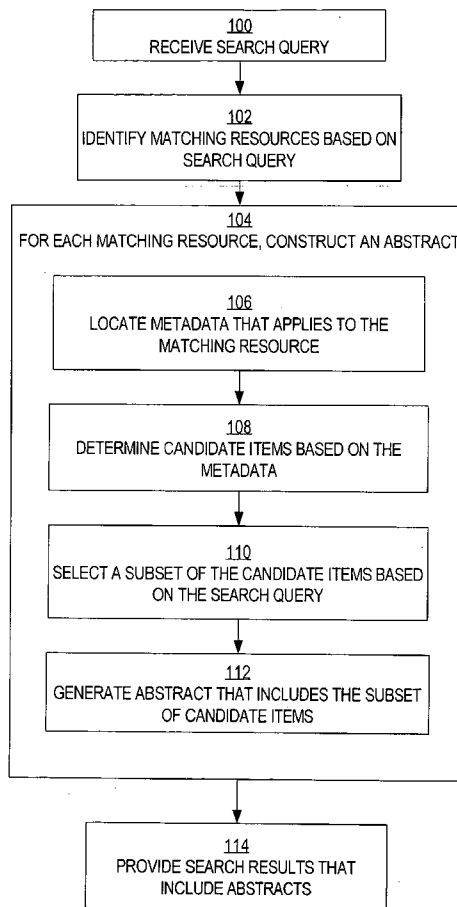 100
RECEIVE SEARCH QUERY
102
IDENTIFY MATCHING RESOURCES BASED ON
SEARCH QUERY
104
FOR EACH MATCHING RESOURCE, CONSTRUCT AN ABSTRACT
106
LOCATE METADATA THAT APPLIES TO THE
MATCHING RESOURCE
108
DETERMINE CANDIDATE ITEMS BASED ON THE
METADATA
110
SELECT A SUBSET OF THE CANDIDATE ITEMS BASED
ON THE SEARCH QUERY
112
GENERATE ABSTRACT THAT INCLUDES THE SUBSET
OF CANDIDATE ITEMS
114
PROVIDE SEARCH RESULTS THAT
INCLUDE ABSTRACTS